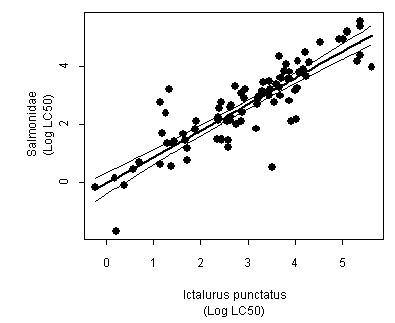 Salmonidae
(Log LC50)
4
2
0
0 1 2 3 4 5
Ictalurus punctatus
(Log LC50)